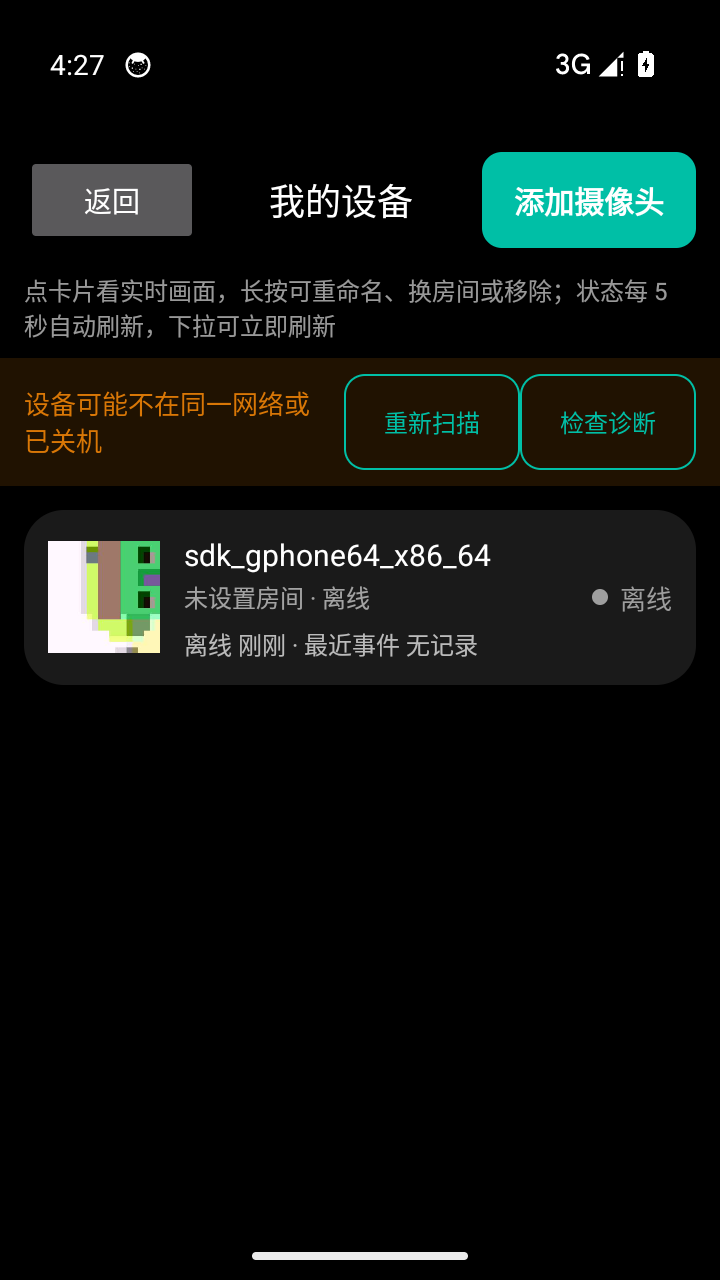 4:27 3G
返回 我的设备 添加摄像头
点卡片看实时画面，长按可重命名、换房间或移除；状态每 5
秒自动刷新，下拉可立即刷新
设备可能不在同一网络或
已关机
重新扫描 检查诊断
sdk_gphone64_x86_64
未设置房间 · 离线
离线
离线 刚刚 · 最近事件 无记录